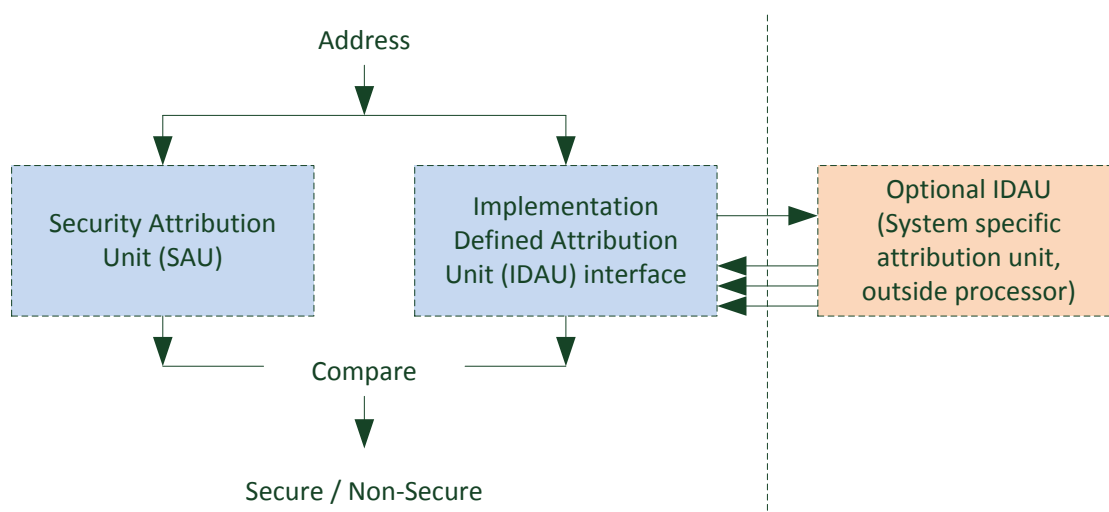 Address
Security Attribution
Unit (SAU)
Implementation
Defined Attribution
Unit (IDAU) interface
Optional IDAU
(System specific
attribution unit,
outside processor)
Compare
Secure / Non-Secure